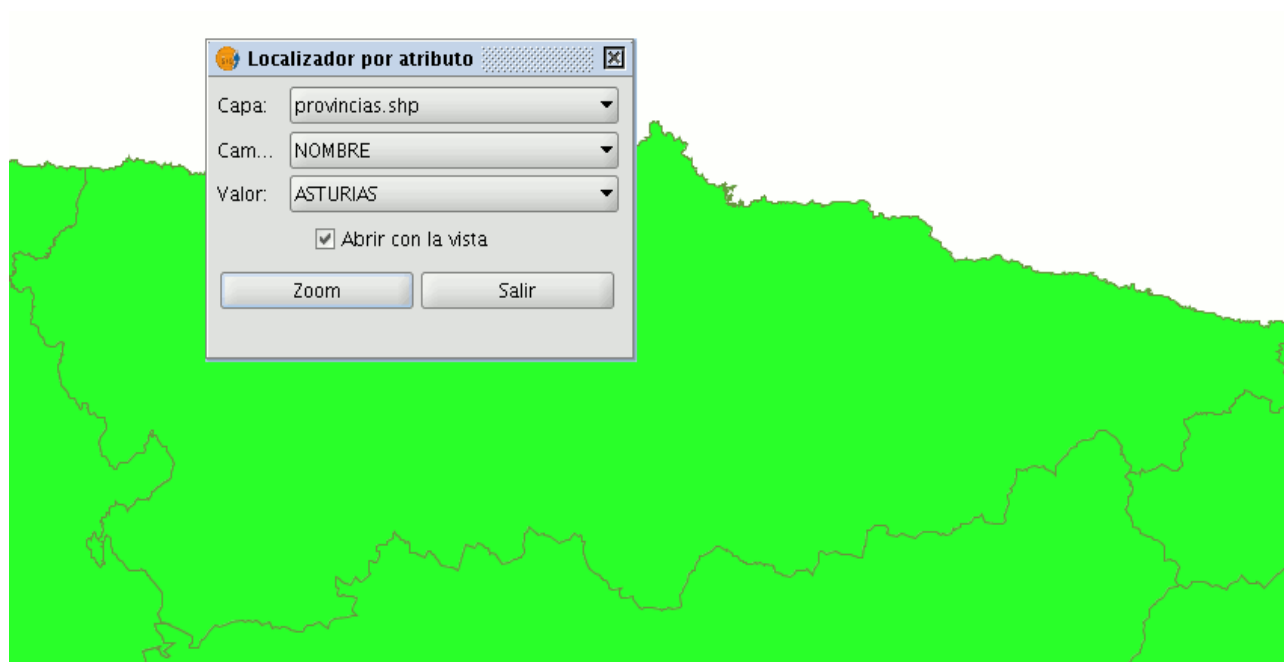 Localizador por atributo
Capa: provincias.shp
Cam... NOMBRE
Valor: ASTURIAS
Abrir con la vista
Zoom Salir